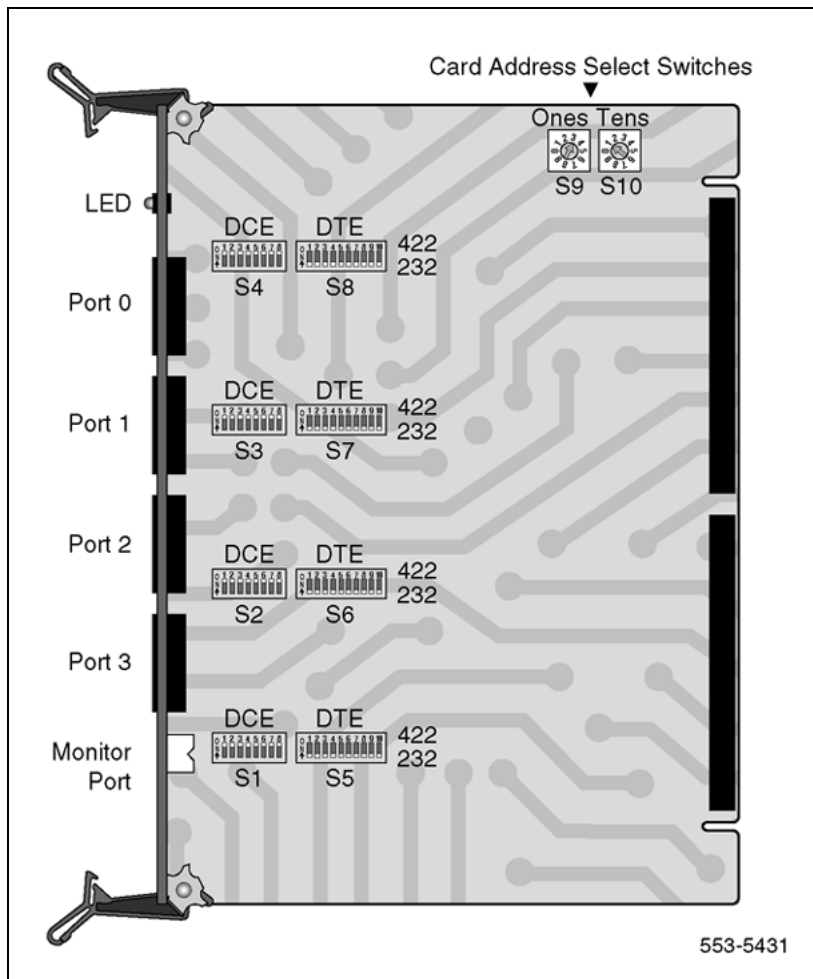 Card Address Select Switches
Ones Tens
S9 S10
LED
DCE DTE
422
232
S4 S8
Port 0
DCE DTE
422
232
S3 S7
Port 1
DCE DTE
422
232
S2 S6
Port 2
Port 3
DCE DTE
422
232
S1 S5
Monitor
Port
553-5431